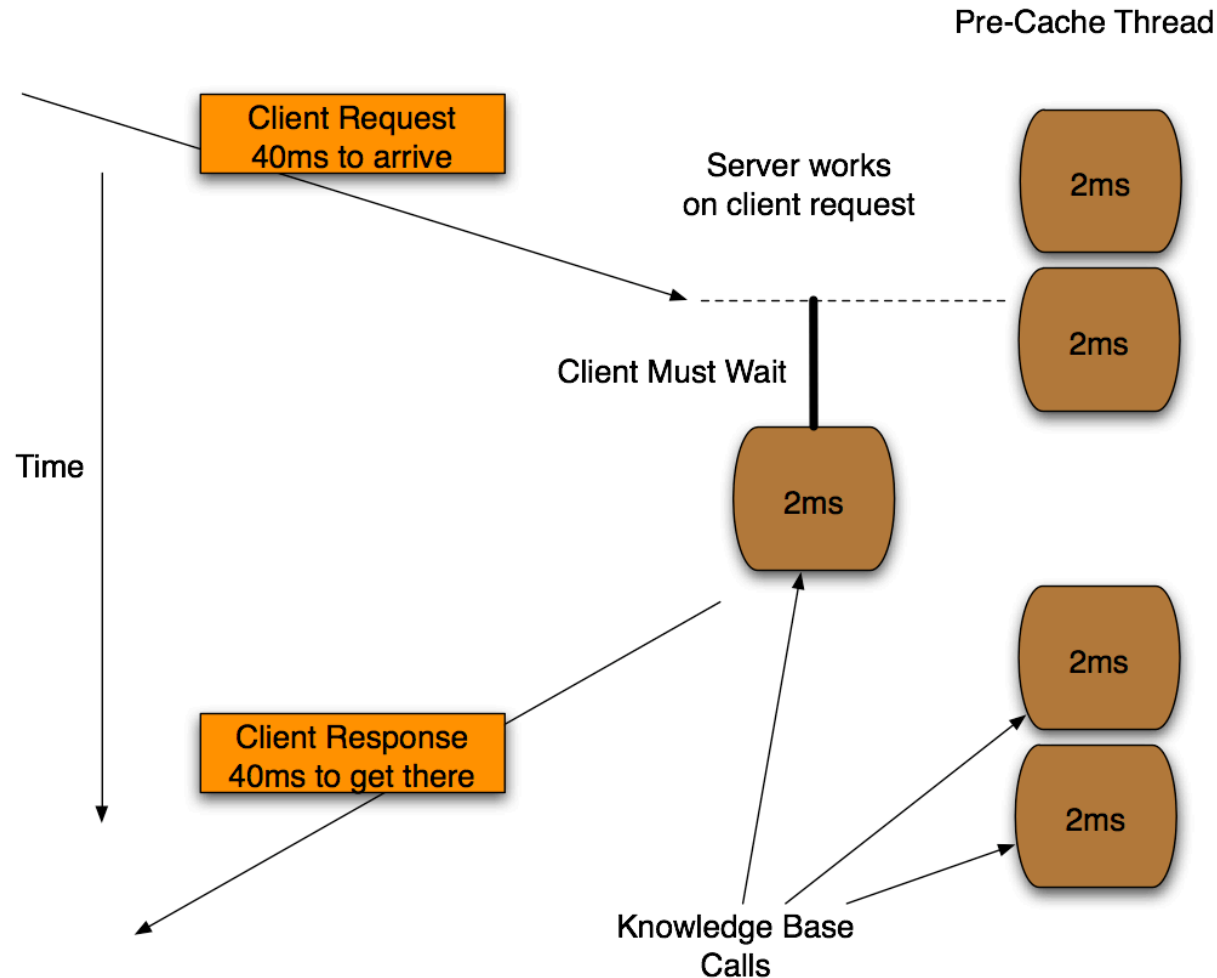 Pre-Cache Thread
Client Request
40ms to arrive
Server works
on client request
2ms
2ms
Client Must Wait
Time
2ms
2ms
Client Response
40ms to get there
2ms
Knowledge Base
Calls